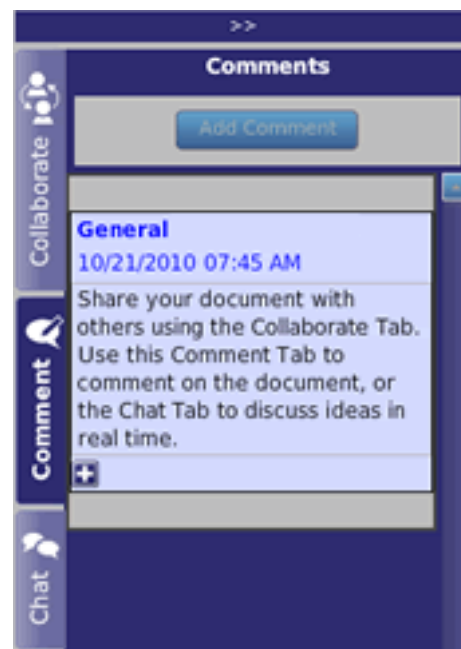 >>
Comments
Add Comment
Collaborate
General
10/21/2010 07:45 AM
Share your document with
others using the Collaborate Tab.
Use this Comment Tab to
comment on the document, or
the Chat Tab to discuss ideas in
real time.
Comment
Chat